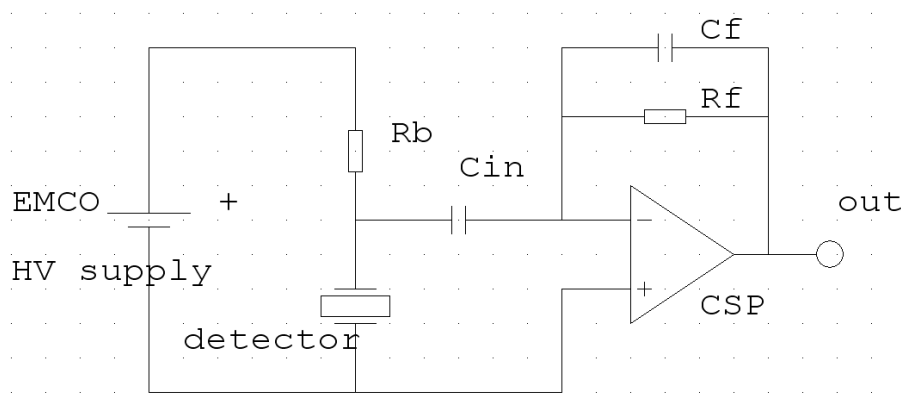 Cf
Rf
Rb
Cin
EMCO +
out
HV supply
CSP
detector